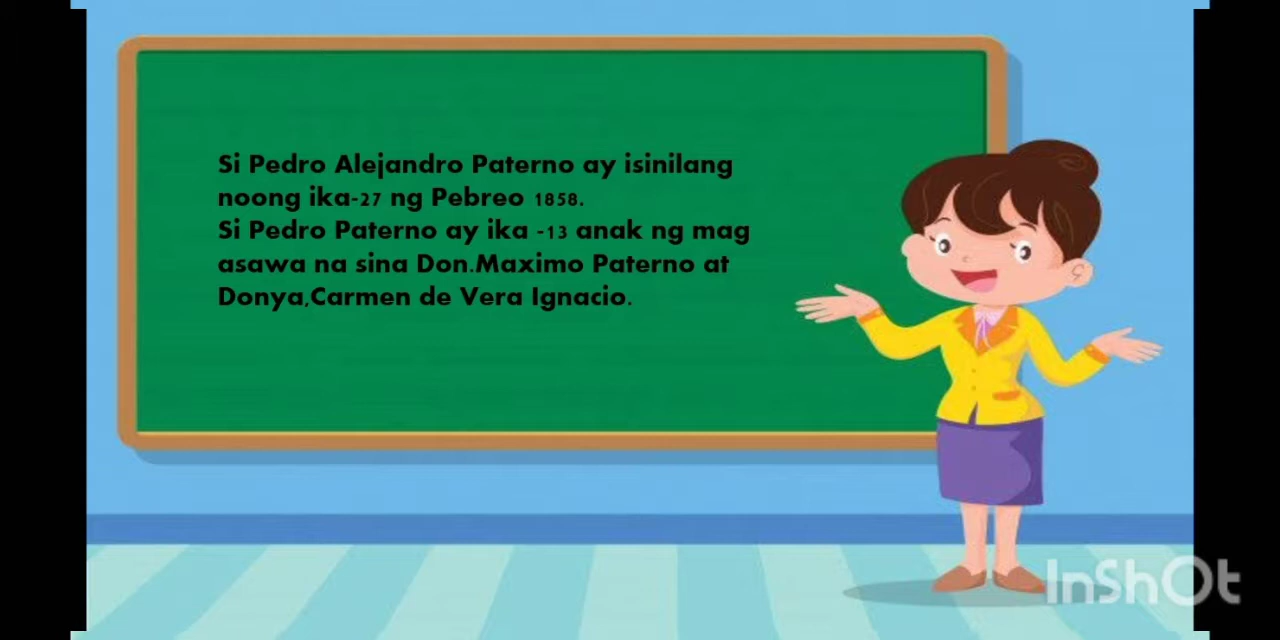 Si Pedro Alejandro Paterno ay isinilang
noong ika-27 ng Pebreo 1858.
Si Pedro Paterno ay ika -13 anak ng mag
asawa na sina Don.Maximo Paterno at
Donya,Carmen de Vera Ignacio.
InShOt